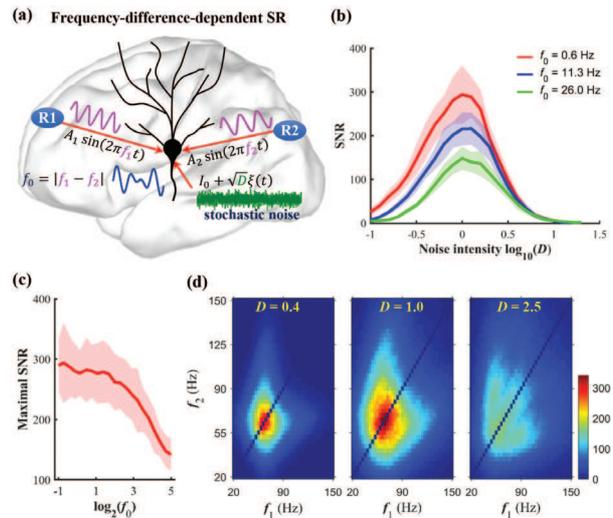 (a) Frequency-difference-dependent SR
R1
R2
A₁ sin(2πf₁t)
A₂ sin(2πf₂t)
f₀ = |f₁ − f₂|
I₀ + √Dξ(t)
stochastic noise
(b)
f₀ = 0.6 Hz
f₀ = 11.3 Hz
f₀ = 26.0 Hz
SNR
400
300
200
100
0
-1 -0.5 0 0.5 1 1.5
Noise intensity log₁₀(D)
(c)
Maximal SNR
400
300
200
100
-1 1 3 5
log₂(f₀)
(d)
D = 0.4 D = 1.0 D = 2.5
f₂ (Hz)
150
125
90
55
20
20 90 150 20 90 150 20 90 150
f₁ (Hz) f₁ (Hz) f₁ (Hz)
300
200
100
0